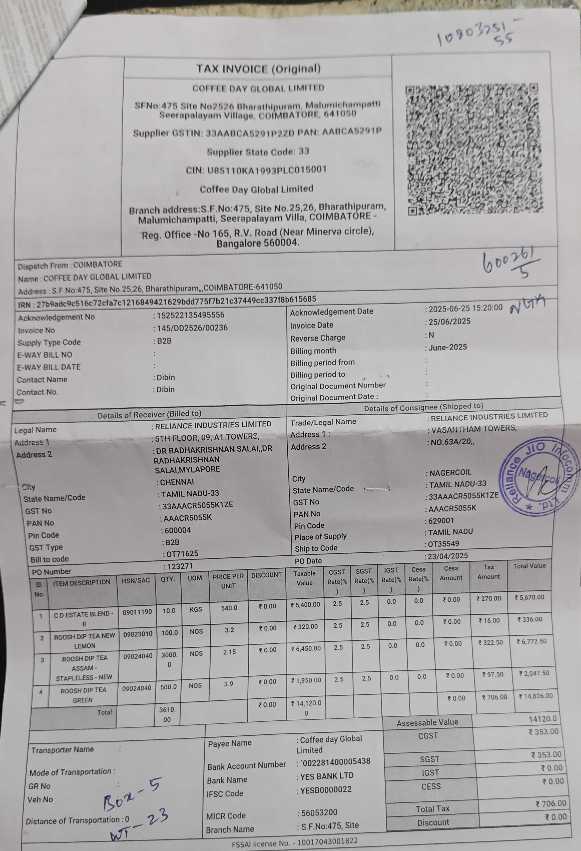 10803251-
55
TAX INVOICE (Original)
COFFEE DAY GLOBAL LIMITED
SFNo:475 Site No2526 Bharathipuram, Malumichampatti
Seerapalayam Village, COIMBATORE, 641050
Supplier GSTIN: 33AABCA5291P2ZD PAN: AABCA5291P
Supplier State Code: 33
CIN: U85110KA1993PLC015001
Coffee Day Global Limited
Branch address:S.F.No:475, Site No.25,26, Bharathipuram,
Malumichampatti, Seerapalayam Villa, COIMBATORE -
Reg. Office -No 165, R.V. Road (Near Minerva circle),
Bangalore 560004.
600261
5
NGK
Dispatch From : COIMBATORE
Name : COFFEE DAY GLOBAL LIMITED
Address : S.F.No:475, Site No.25,26, Bharathipuram,,COIMBATORE-641050
IRN : 27b9adc9c516c72cfa7c1216849421629bdd775f7b21c37449cc337f8b615685
Acknowledgement No : 152522135495556 Acknowledgement Date : 2025-06-25 15:20:00
Invoice No : 145/DD2526/00236 Invoice Date : 25/06/2025
Supply Type Code : B2B Reverse Charge : N
E-WAY BILL NO : Billing month : June-2025
E-WAY BILL DATE : Billing period from :
Contact Name : Dibin Billing period to :
Contact No. : Dibin Original Document Number :
Original Document Date :
Details of Receiver (Billed to) Details of Consignee (Shipped to)
Legal Name : RELIANCE INDUSTRIES LIMITED Trade/Legal Name : RELIANCE INDUSTRIES LIMITED
Address 1 : 5TH FLOOR, 89, A1 TOWERS, Address 1 : VASANTHAM TOWERS,
Address 2 : DR RADHAKRISHNAN SALAI,DR RADHAKRISHNAN SALAI,MYLAPORE Address 2 : NO.63A/20,,
City : CHENNAI City : NAGERCOIL
State Name/Code : TAMIL NADU-33 State Name/Code : TAMIL NADU-33
GST No : 33AAACR5055K1ZE GST No : 33AAACR5055K1ZE
PAN No : AAACR5055K PAN No : AAACR5055K
Pin Code : 600004 Pin Code : 629001
GST Type : B2B Place of Supply : TAMIL NADU
Bill to code : OT71625 Ship to Code : OT35549
PO Number : 123271 PO Date : 23/04/2025
Reliance JIO Infocomm Ltd. Nagercoil
ID No ITEM DESCRIPTION HSN/SAC QTY. UOM PRICE PER UNIT DISCOUNT Taxable Value CGST Rate(%) SGST Rate(%) IGST Rate(%) Cess Rate(%) Cess Amount Tax Amount Total Value
1 C D ESTATE BLEND - 09011190 10.0 KGS 540.0 ₹ 0.00 ₹ 5,400.00 2.5 2.5 0.0 0.0 ₹ 0.00 ₹ 270.00 ₹ 5,670.00
2 ROOSH DIP TEA NEW LEMON 09023010 100.0 NOS 3.2 ₹ 0.00 ₹ 320.00 2.5 2.5 0.0 0.0 ₹ 0.00 ₹ 16.00 ₹ 336.00
3 ROOSH DIP TEA ASSAM - STAPLELESS - NEW 09024040 3000.0 NOS 2.15 ₹ 0.00 ₹ 6,450.00 2.5 2.5 0.0 0.0 ₹ 0.00 ₹ 322.50 ₹ 6,772.50
4 ROOSH DIP TEA GREEN 09024040 500.0 NOS 3.9 ₹ 0.00 ₹ 1,950.00 2.5 2.5 0.0 0.0 ₹ 0.00 ₹ 97.50 ₹ 2,047.50
Total 3610.00 ₹ 0.00 ₹ 14,120.00 ₹ 0.00 ₹ 706.00 ₹ 14,826.00
Assessable Value 14120.0
CGST ₹ 353.00
SGST ₹ 353.00
IGST ₹ 0.00
CESS ₹ 0.00
Total Tax ₹ 706.00
Discount ₹ 0.00
Transporter Name :
Mode of Transportation :
GR No
Veh No
Distance of Transportation : 0
BOX - 5
WT - 23
Payee Name : Coffee day Global Limited
Bank Account Number : '002281400005438
Bank Name : YES BANK LTD
IFSC Code : YESB0000022
MICR Code : 56053200
Branch Name : S.F.No:475, Site
FSSAI license No. - 10017043001822